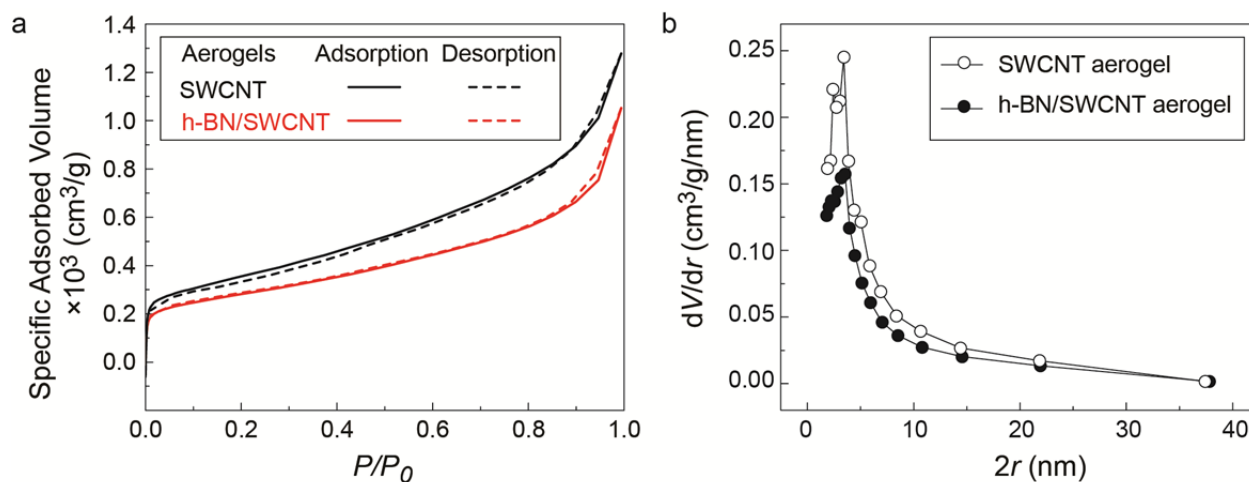 a
Specific Adsorbed Volume
×10³ (cm³/g)
1.4
1.2
1.0
0.8
0.6
0.4
0.2
0.0
Aerogels Adsorption Desorption
SWCNT
h-BN/SWCNT
0.0 0.2 0.4 0.6 0.8 1.0
P/P₀
b
dV/dr (cm³/g/nm)
0.25
0.20
0.15
0.10
0.05
0.00
SWCNT aerogel
h-BN/SWCNT aerogel
0 10 20 30 40
2r (nm)